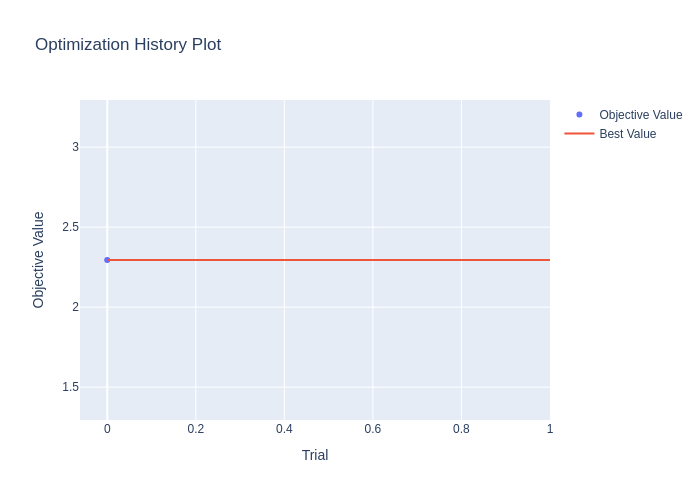 Optimization History Plot
Objective Value
Best Value
3
2.5
2
1.5
Objective Value
0
0.2
0.4
0.6
0.8
1
Trial